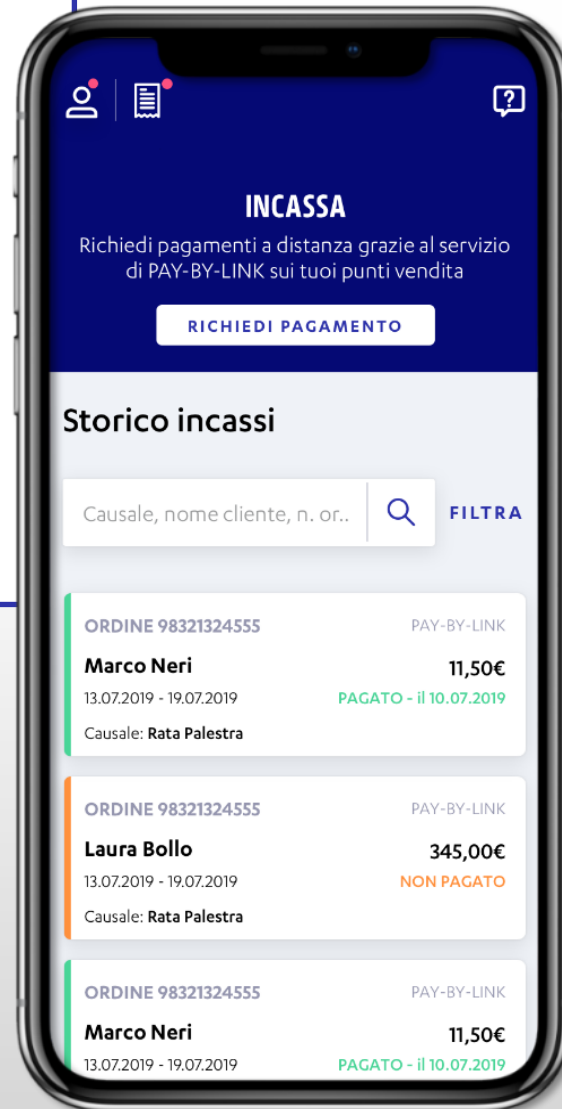 INCASSA
Richiedi pagamenti a distanza grazie al servizio
di PAY-BY-LINK sui tuoi punti vendita
RICHIEDI PAGAMENTO
Storico incassi
Causale, nome cliente, n. or..
FILTRA
ORDINE 98321324555 PAY-BY-LINK
Marco Neri 11,50€
13.07.2019 - 19.07.2019 PAGATO - il 10.07.2019
Causale: Rata Palestra
ORDINE 98321324555 PAY-BY-LINK
Laura Bollo 345,00€
13.07.2019 - 19.07.2019 NON PAGATO
Causale: Rata Palestra
ORDINE 98321324555 PAY-BY-LINK
Marco Neri 11,50€
13.07.2019 - 19.07.2019 PAGATO - il 10.07.2019